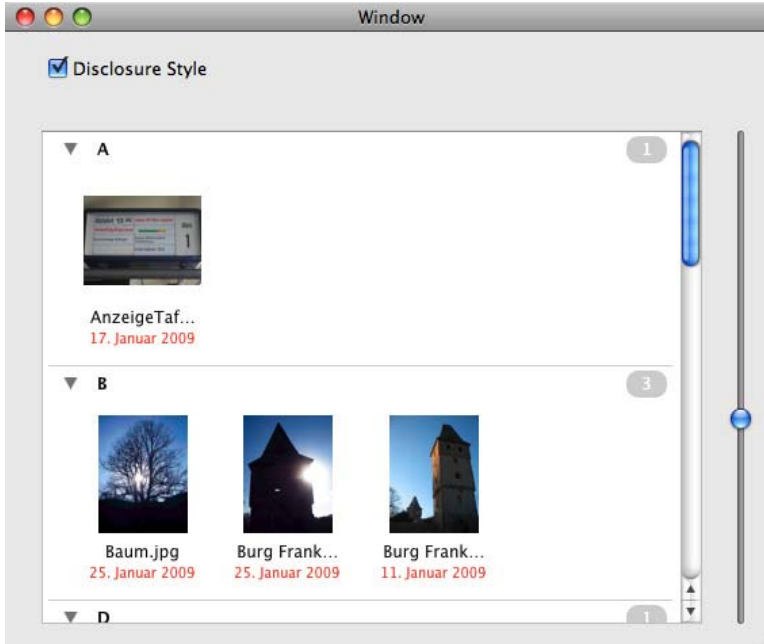 Window
Disclosure Style
A 1
AnzeigeTaf...
17. Januar 2009
B 3
Baum.jpg Burg Frank... Burg Frank...
25. Januar 2009 25. Januar 2009 11. Januar 2009
D 1